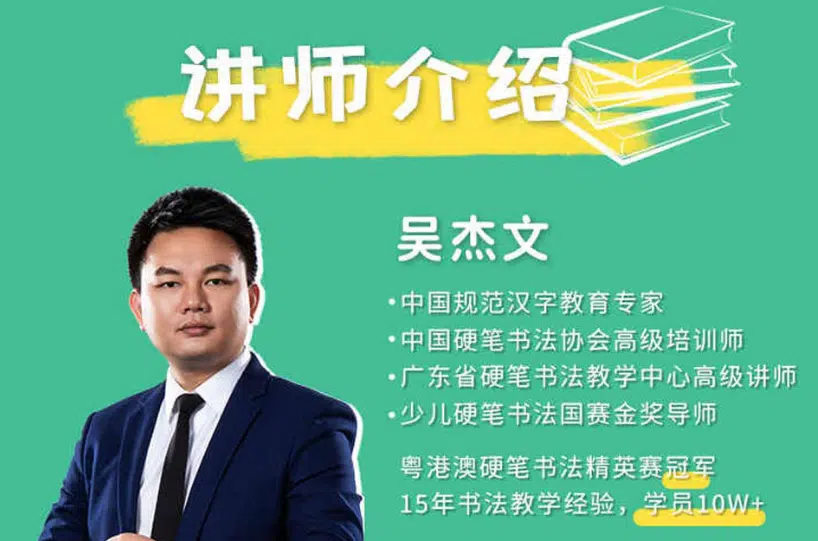 讲师介绍
吴杰文
•中国规范汉字教育专家
•中国硬笔书法协会高级培训师
•广东省硬笔书法教学中心高级讲师
•少儿硬笔书法国赛金奖导师
粤港澳硬笔书法精英赛冠军
15年书法教学经验，学员10W+